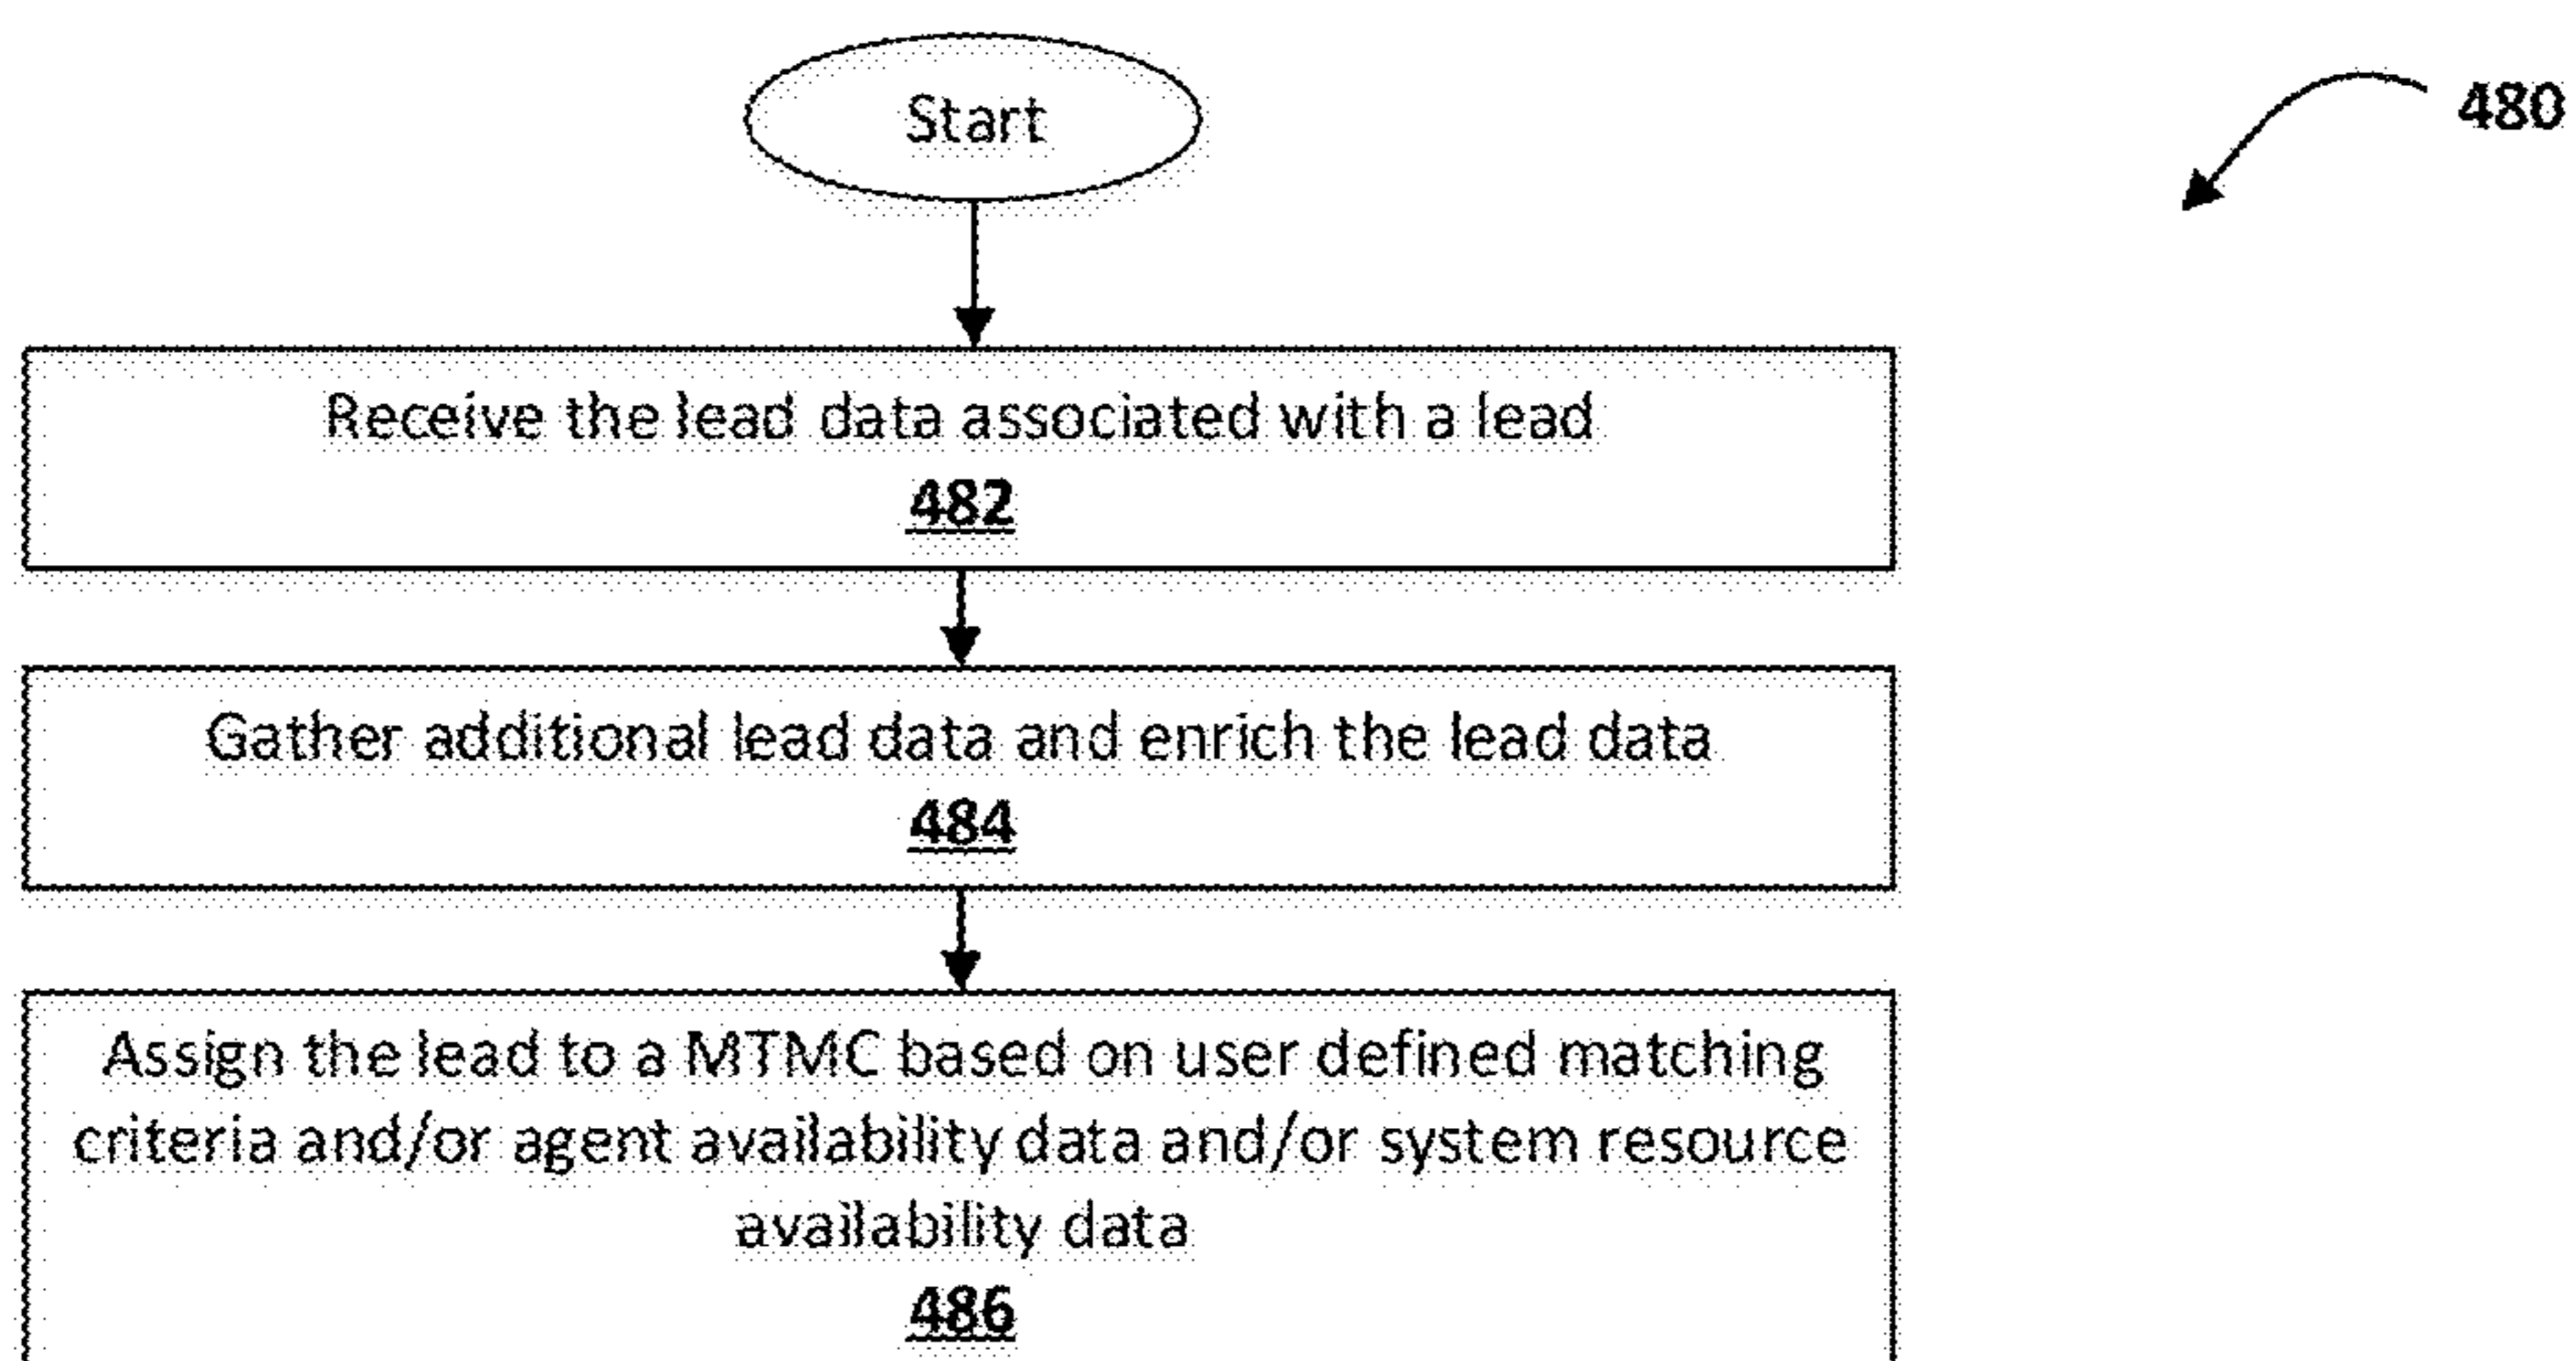 Start
480
Receive the lead data associated with a lead
482
Gather additional lead data and enrich the lead data
484
Assign the lead to a MTMC based on user defined matching
criteria and/or agent availability data and/or system resource
availability data
486